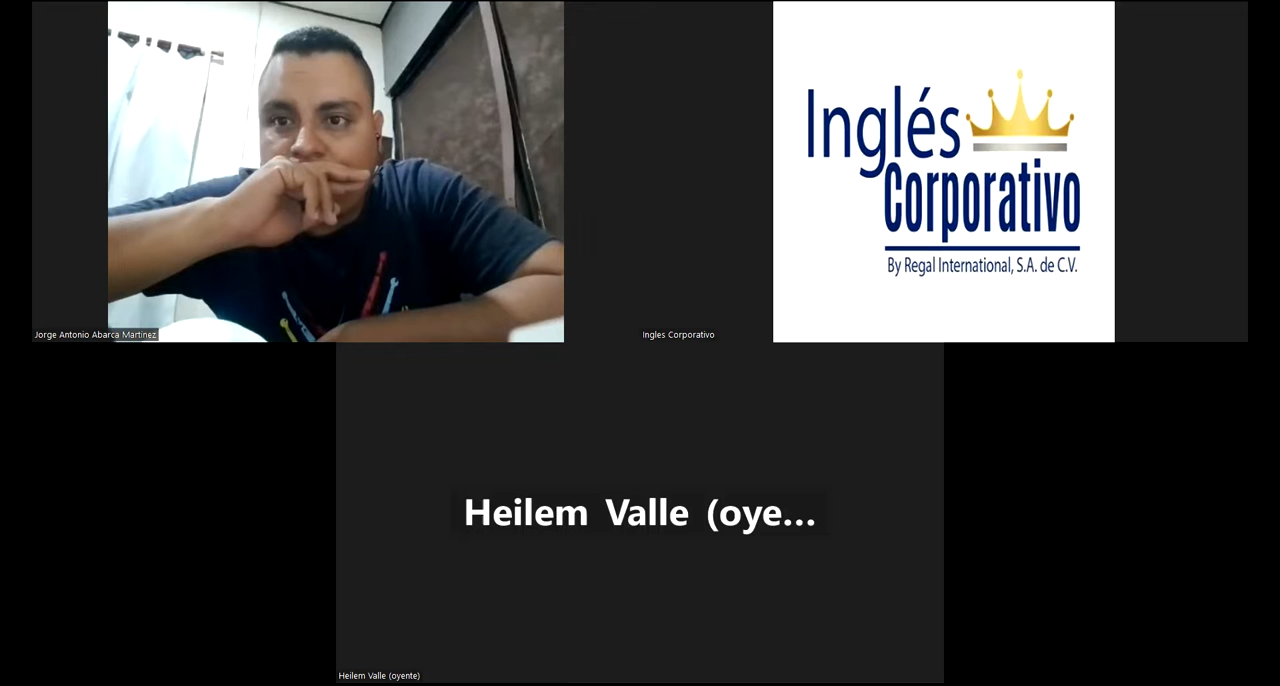 Inglés
Corporativo
By Regal International, S.A. de C.V.
Jorge Antonio Abarca Martinez
Ingles Corporativo
Heilem Valle (oye...
Heilem Valle (oyente)